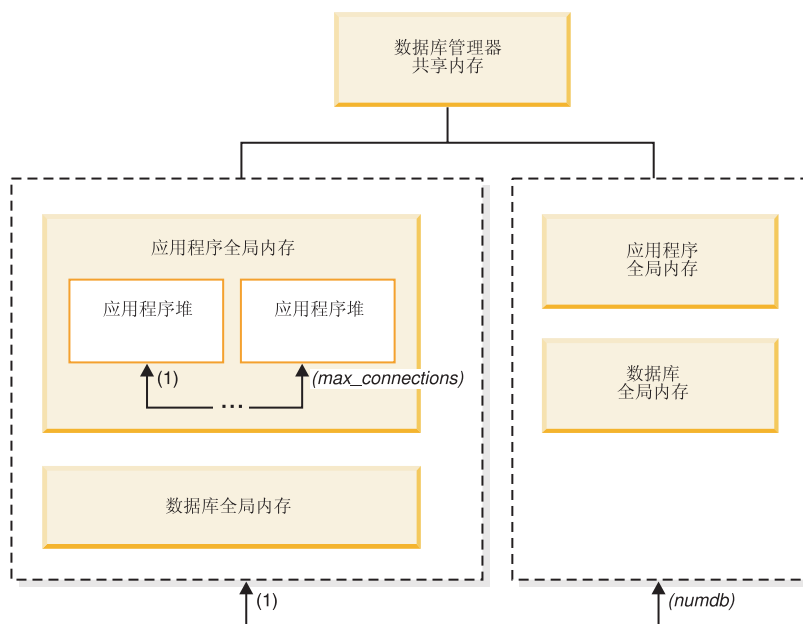 数据库管理器
共享内存
应用程序全局内存
应用程序堆
应用程序堆
(1)
...
(max_connections)
数据库全局内存
应用程序
全局内存
数据库
全局内存
(1)
(numdb)